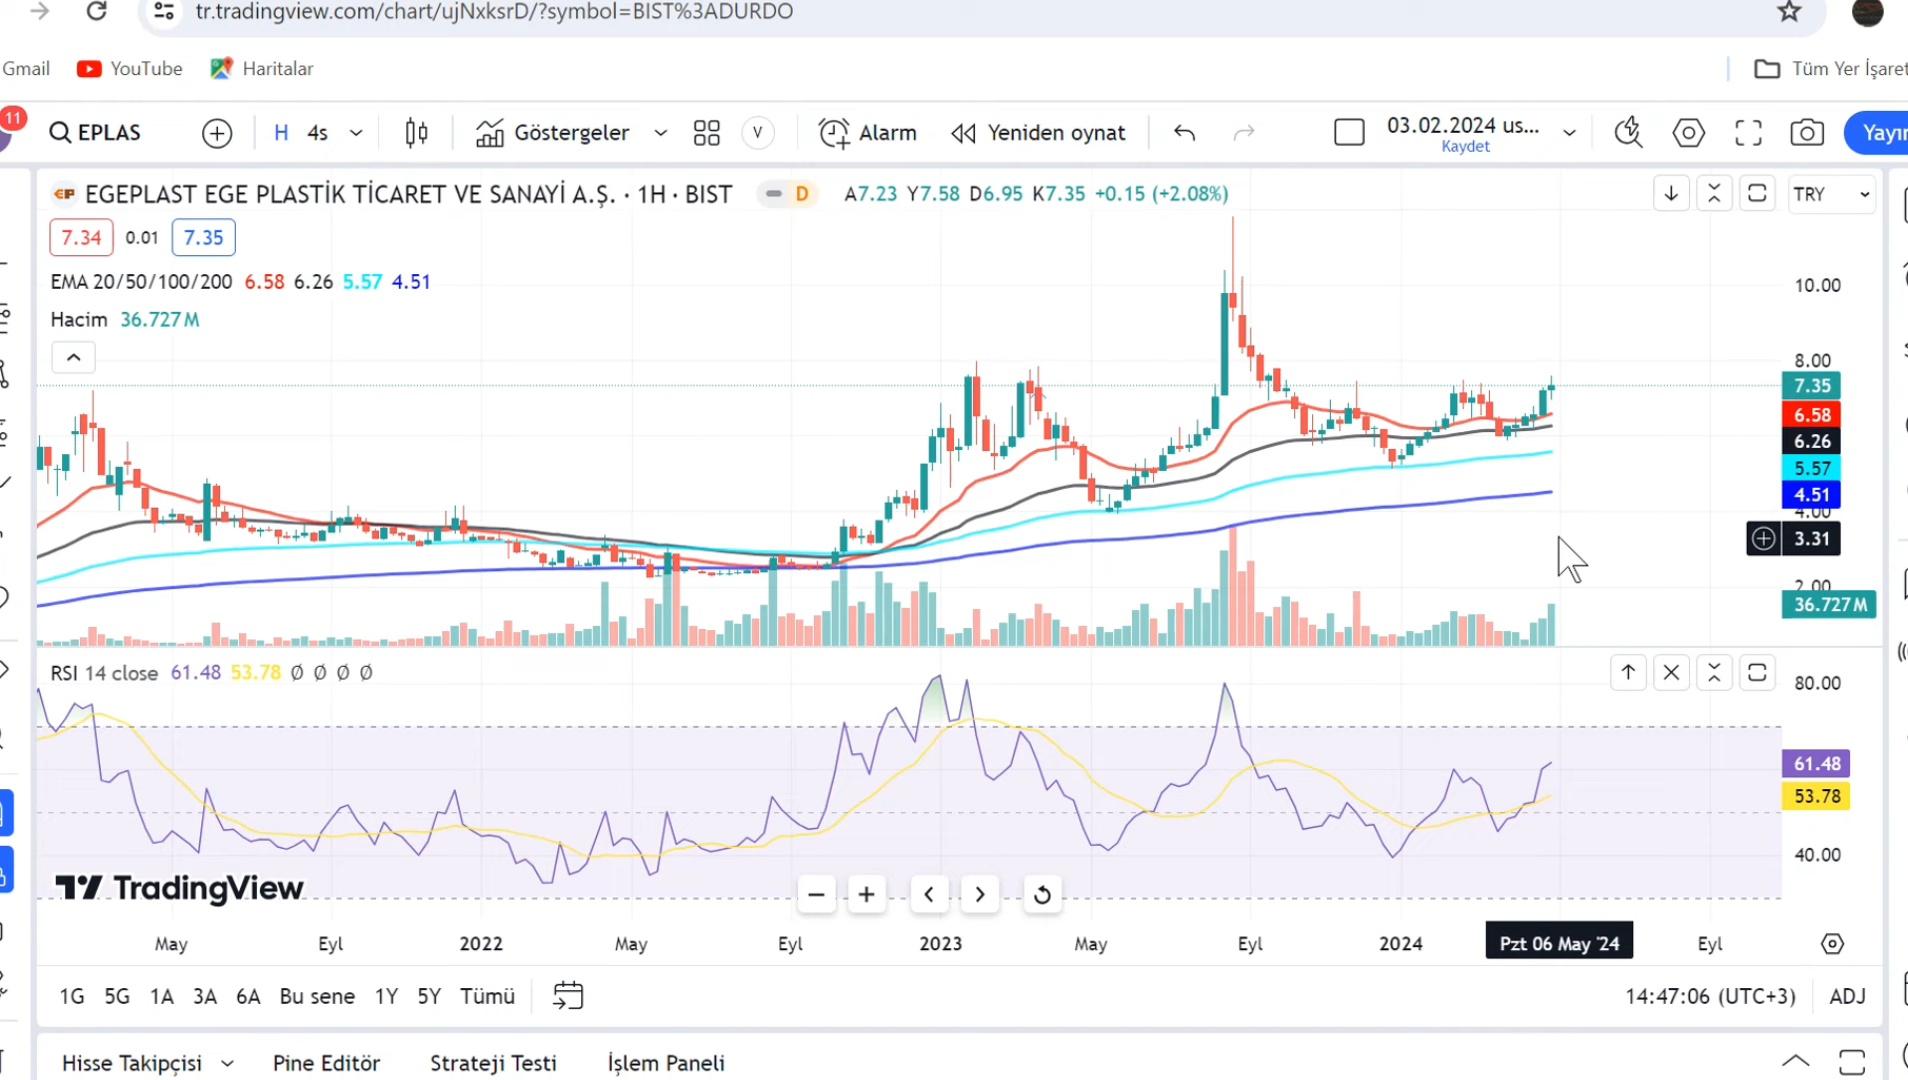 tr.tradingview.com/chart/ujNxksrD/?symbol=BIST%3ADURDO
Gmail YouTube Haritalar Tüm Yer İşaret
11 EPLAS H 4s Göstergeler V Alarm Yeniden oynat 03.02.2024 us... Kaydet Yayın
EP EGEPLAST EGE PLASTİK TİCARET VE SANAYİ A.Ş. · 1H · BIST D A7.23 Y7.58 D6.95 K7.35 +0.15 (+2.08%) TRY
7.34 0.01 7.35
EMA 20/50/100/200 6.58 6.26 5.57 4.51
Hacim 36.727M
10.00
8.00
7.35
6.58
6.26
5.57
4.51
4.00
3.31
2.00
36.727M
RSI 14 close 61.48 53.78 Ø Ø Ø Ø
80.00
61.48
53.78
40.00
TradingView
May Eyl 2022 May Eyl 2023 May Eyl 2024 Pzt 06 May '24 Eyl
1G 5G 1A 3A 6A Bu sene 1Y 5Y Tümü 14:47:06 (UTC+3) ADJ
Hisse Takipçisi Pine Editör Strateji Testi İşlem Paneli